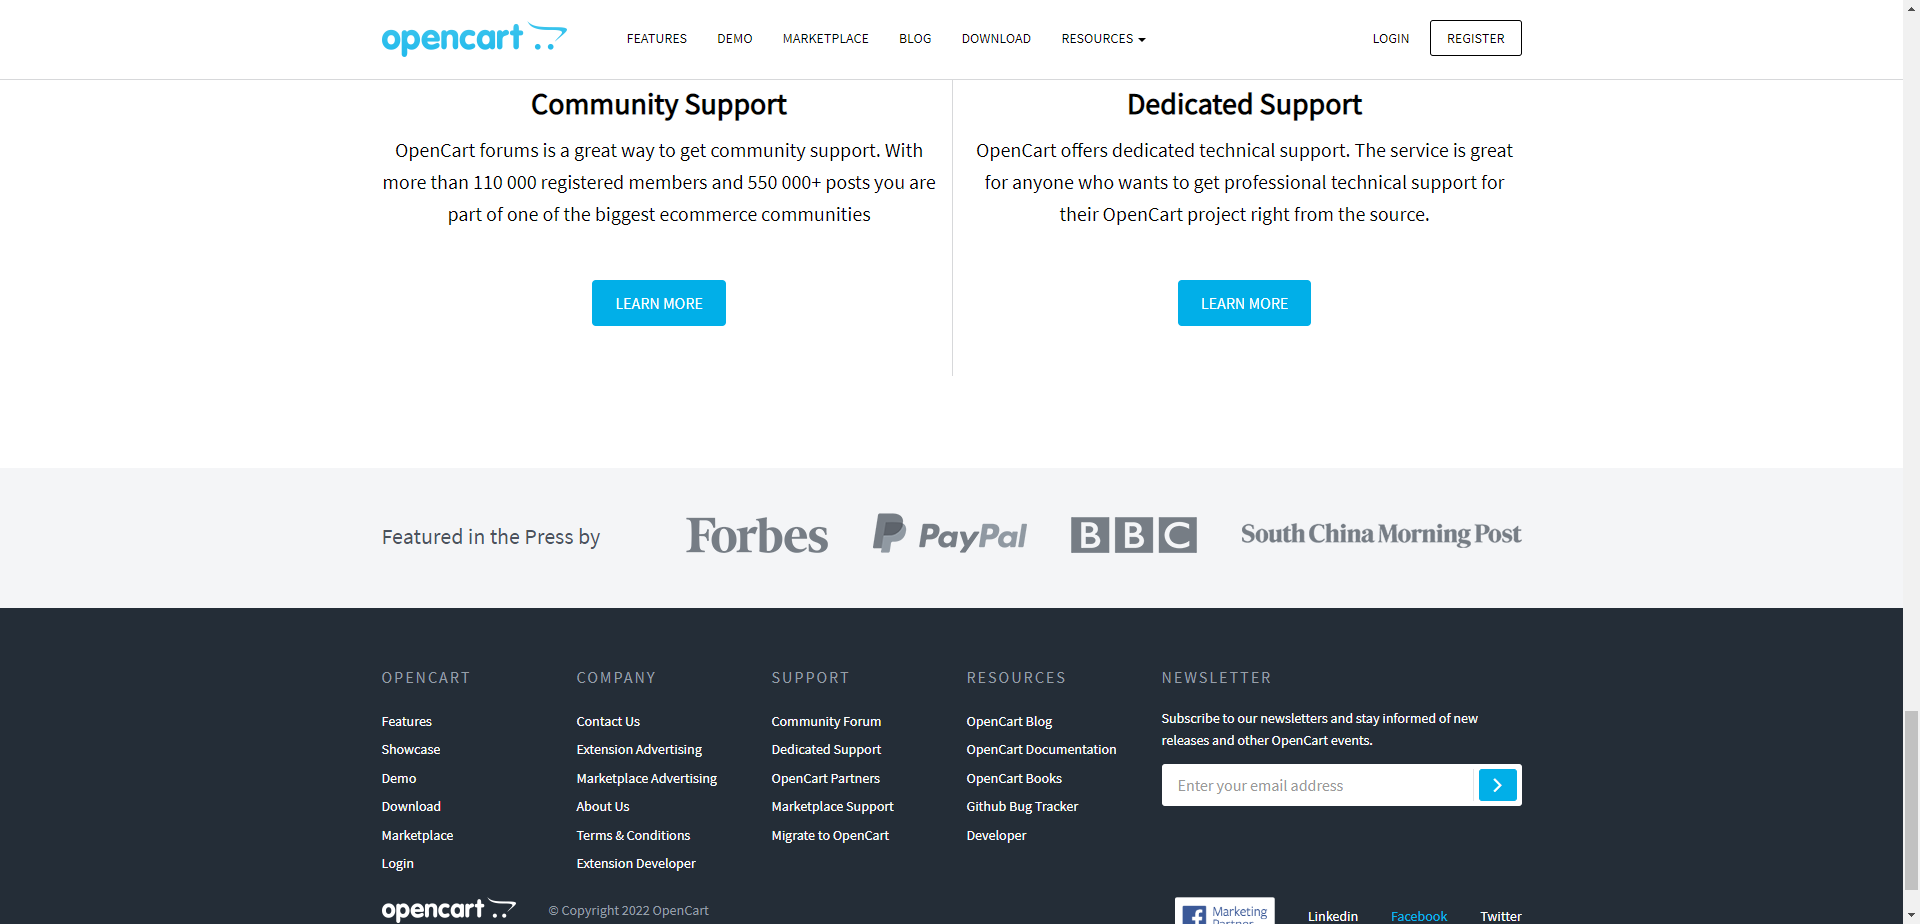 opencart
FEATURES DEMO MARKETPLACE BLOG DOWNLOAD RESOURCES LOGIN REGISTER
Community Support
OpenCart forums is a great way to get community support. With
more than 110 000 registered members and 550 000+ posts you are
part of one of the biggest ecommerce communities
LEARN MORE
Dedicated Support
OpenCart offers dedicated technical support. The service is great
for anyone who wants to get professional technical support for
their OpenCart project right from the source.
LEARN MORE
Featured in the Press by
Forbes
PayPal
BBC
South China Morning Post
OPENCART
Features
Showcase
Demo
Download
Marketplace
Login
COMPANY
Contact Us
Extension Advertising
Marketplace Advertising
About Us
Terms & Conditions
Extension Developer
SUPPORT
Community Forum
Dedicated Support
OpenCart Partners
Marketplace Support
Migrate to OpenCart
RESOURCES
OpenCart Blog
OpenCart Documentation
OpenCart Books
Github Bug Tracker
Developer
NEWSLETTER
Subscribe to our newsletters and stay informed of new
releases and other OpenCart events.
Enter your email address
opencart
© Copyright 2022 OpenCart
Marketing
Partner
Linkedin Facebook Twitter